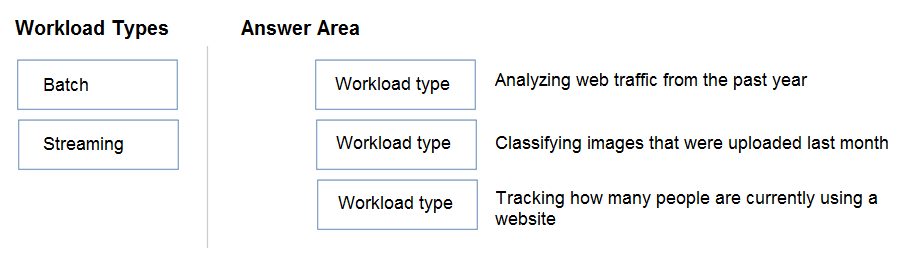 Workload Types
Answer Area
Batch
Workload type
Analyzing web traffic from the past year
Streaming
Workload type
Classifying images that were uploaded last month
Workload type
Tracking how many people are currently using a
website